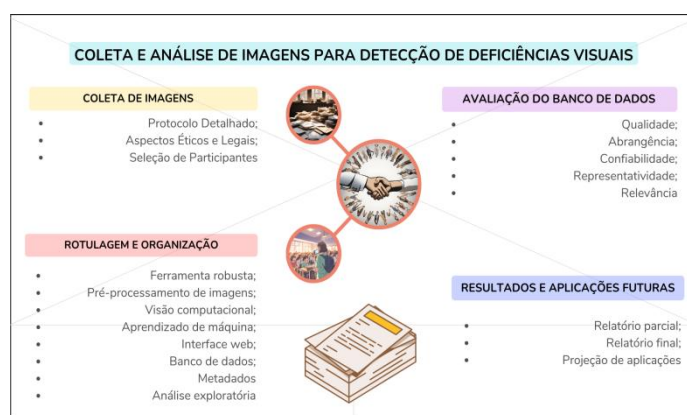 COLETA E ANÁLISE DE IMAGENS PARA DETECÇÃO DE DEFICIÊNCIAS VISUAIS
COLETA DE IMAGENS
• Protocolo Detalhado;
• Aspectos Éticos e Legais;
• Seleção de Participantes
AVALIAÇÃO DO BANCO DE DADOS
• Qualidade;
• Abrangência;
• Confiabilidade;
• Representatividade;
• Relevância
ROTULAGEM E ORGANIZAÇÃO
• Ferramenta robusta;
• Pré-processamento de imagens;
• Visão computacional;
• Aprendizado de máquina;
• Interface web;
• Banco de dados;
• Metadados
• Análise exploratória
RESULTADOS E APLICAÇÕES FUTURAS
• Relatório parcial;
• Relatório final;
• Projeção de aplicações